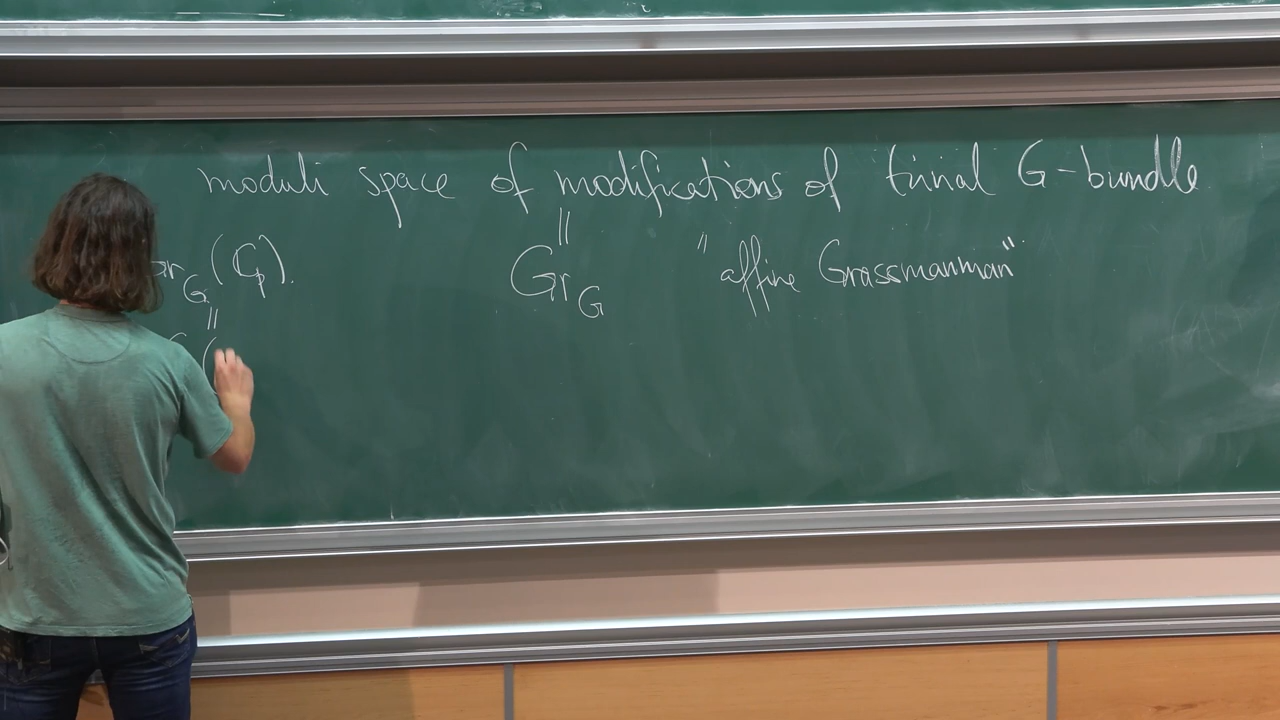 moduli space of modifications of trivial G-bundle
Gr_G(ℂ_p). || Gr_G "affine Grassmannian"
|| G(